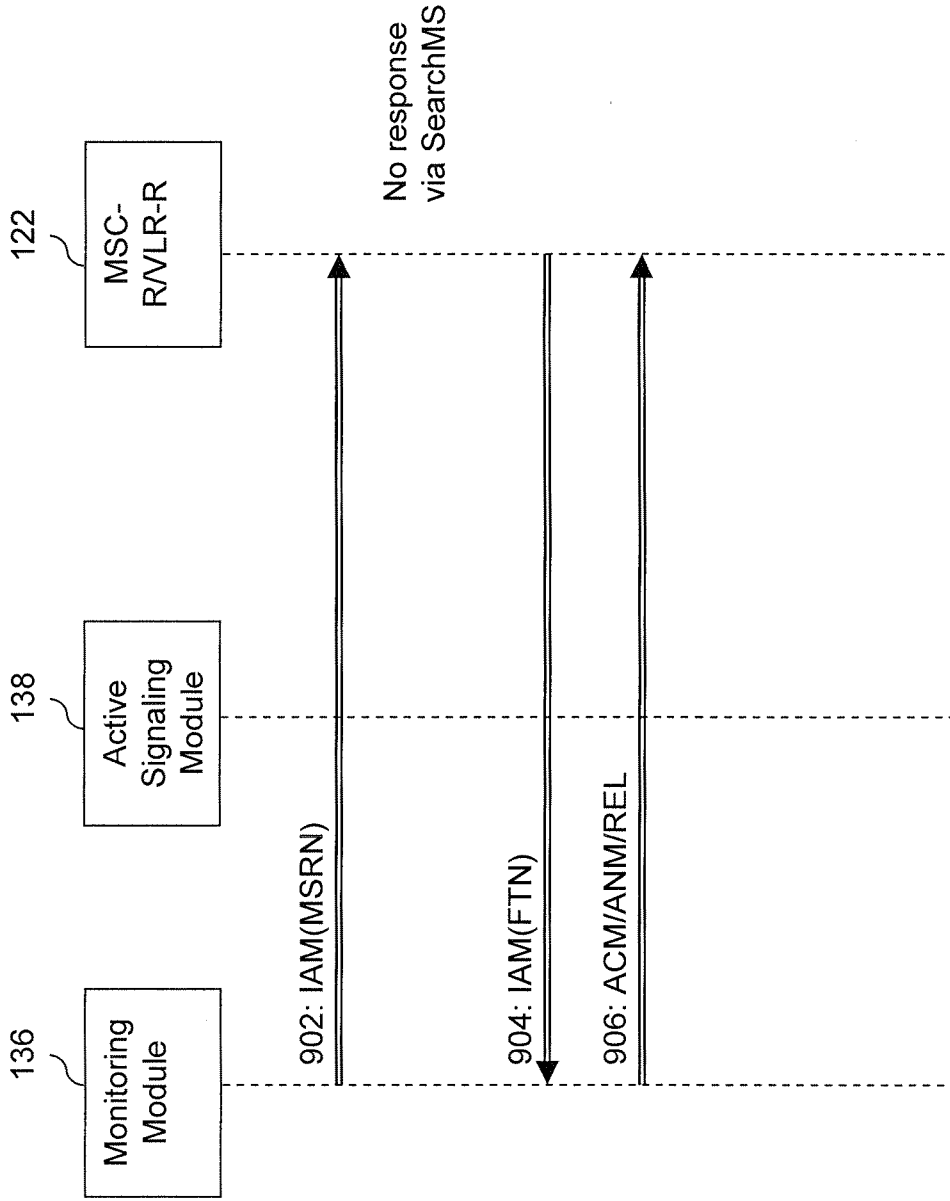 136
Monitoring
Module
138
Active
Signaling
Module
122
MSC-
R/VLR-R
902: IAM(MSRN)
No response
via SearchMS
904: IAM(FTN)
906: ACM/ANM/REL